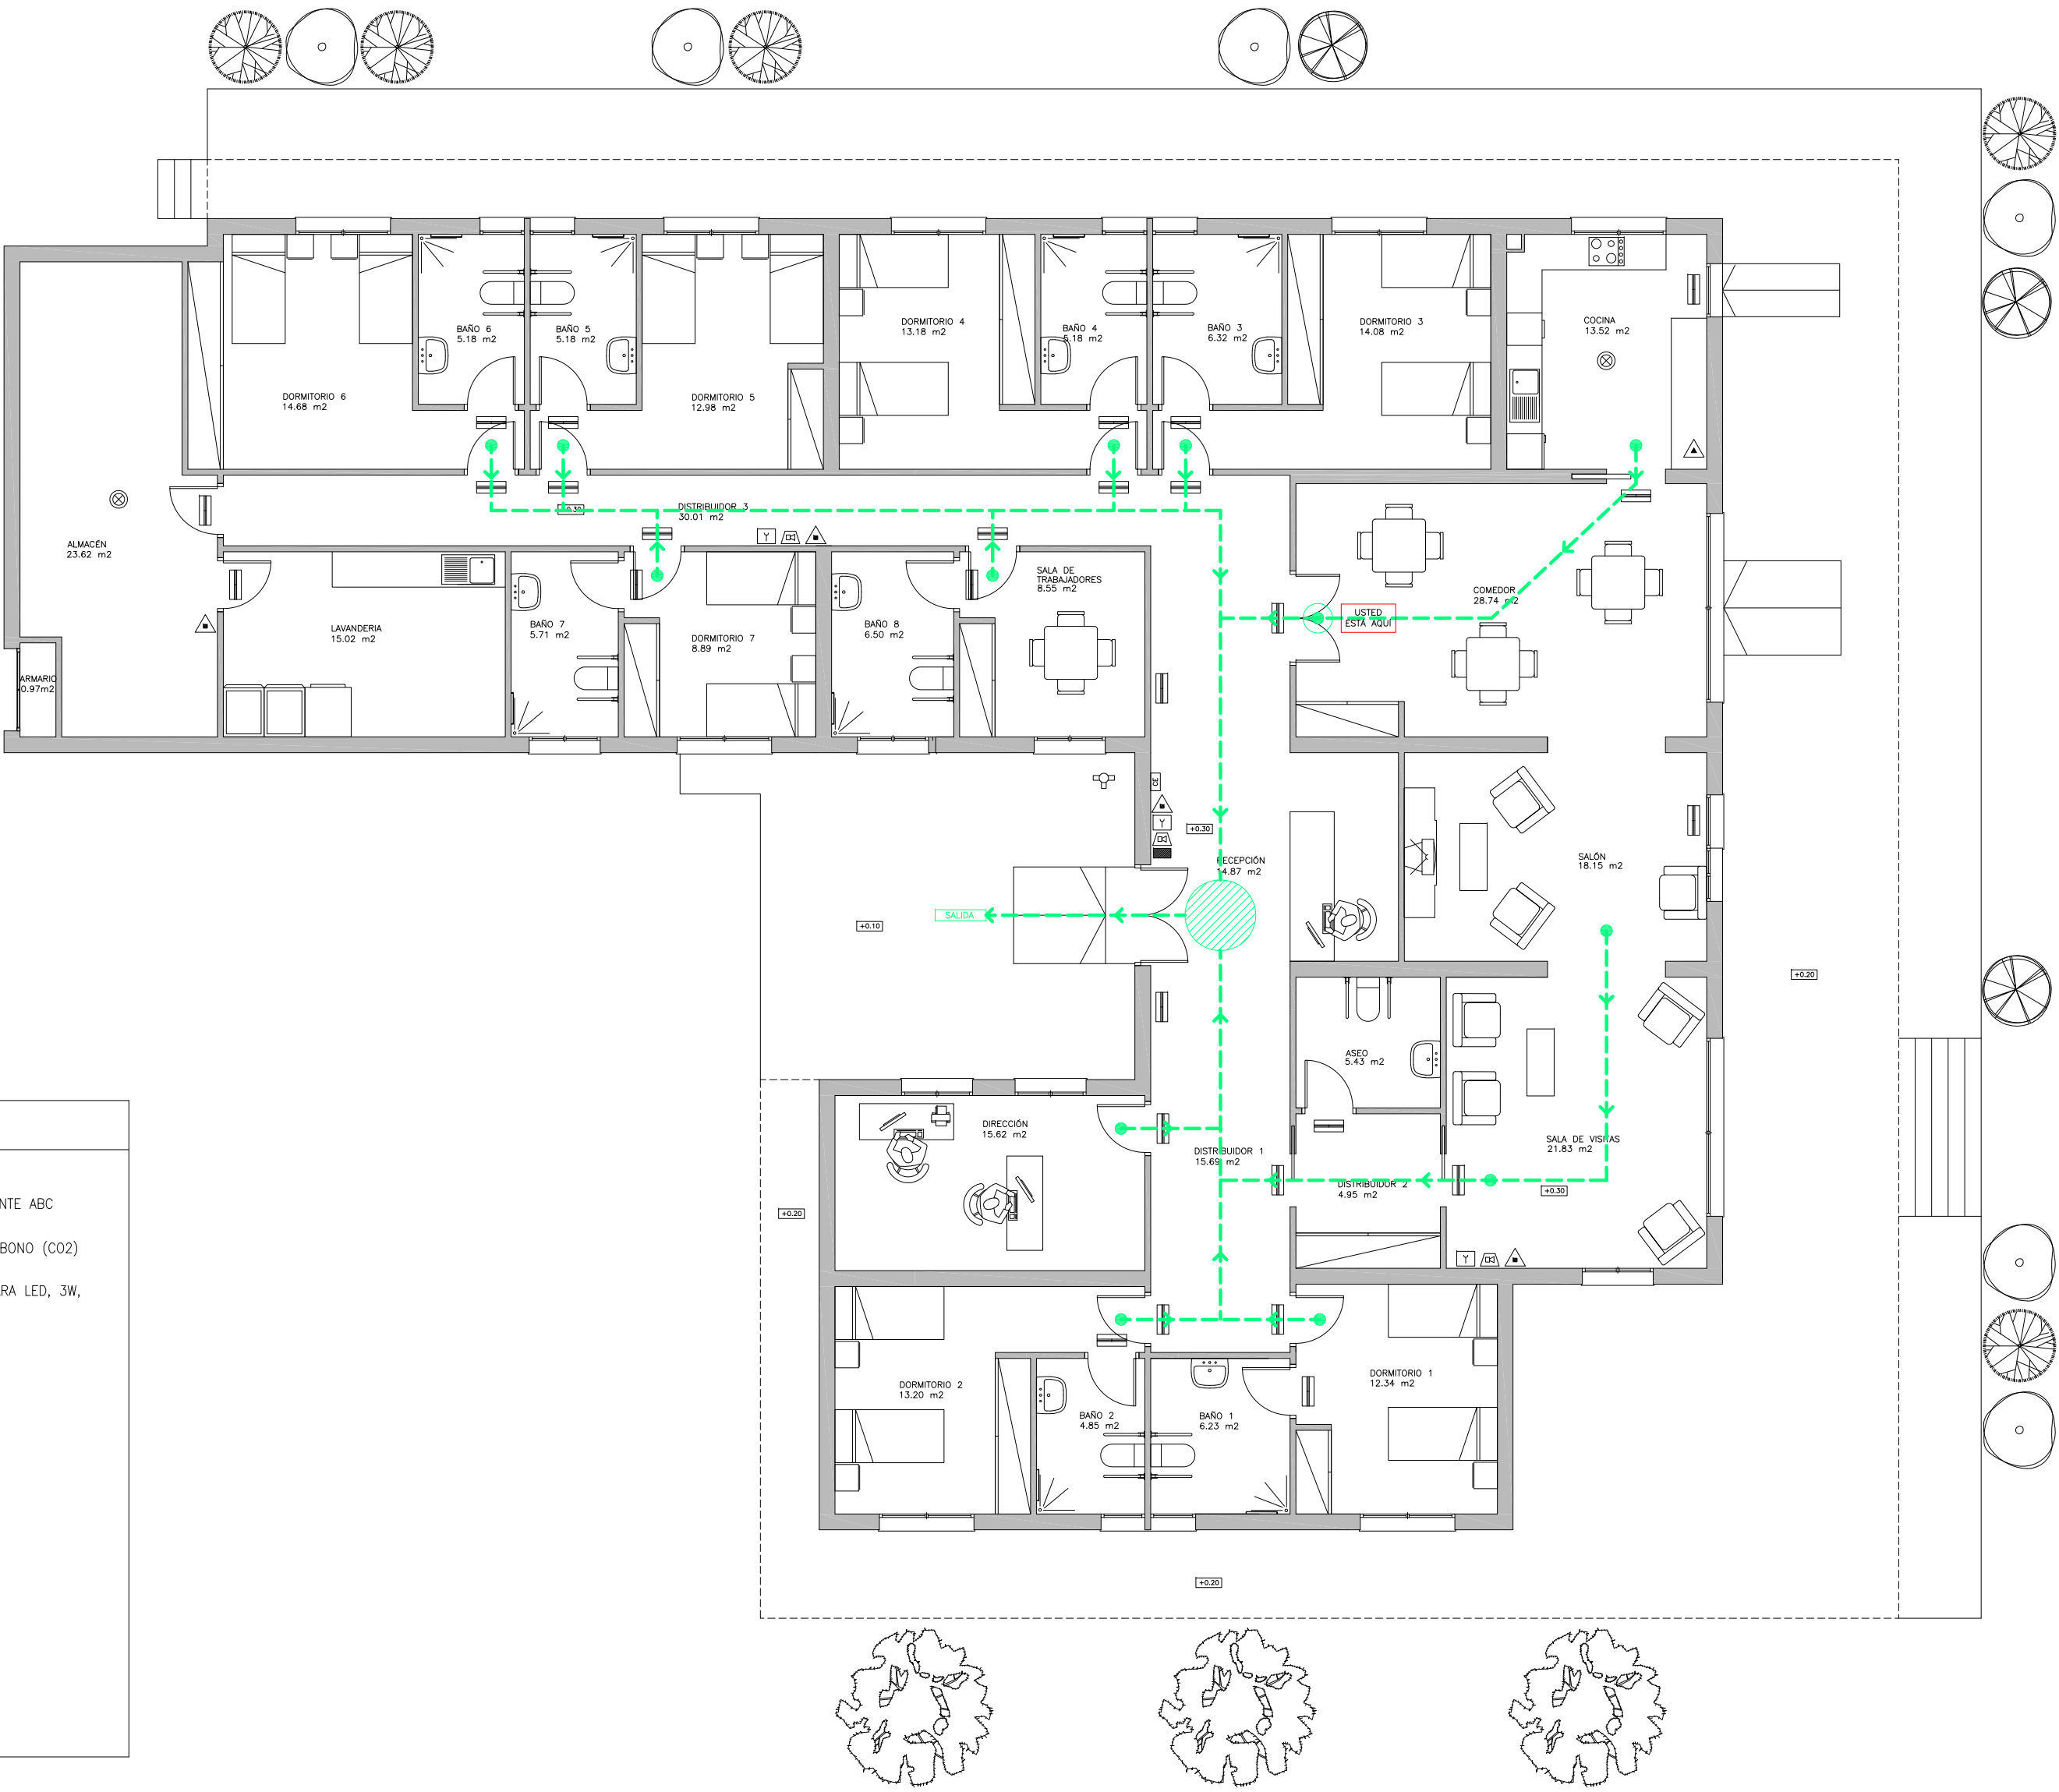 BAÑO 6
5.18 m2
BAÑO 5
5.18 m2
DORMITORIO 4
13.18 m2
BAÑO 4
5.18 m2
BAÑO 3
6.32 m2
DORMITORIO 3
14.08 m2
COCINA
13.52 m2
DORMITORIO 6
14.68 m2
DORMITORIO 5
12.98 m2
+0.30
DISTRIBUIDOR 3
30.01 m2
ALMACÉN
23.62 m2
SALA DE
TRABAJADORES
8.55 m2
COMEDOR
28.74 m2
USTED
ESTÁ AQUÍ
LAVANDERIA
15.02 m2
BAÑO 7
5.71 m2
DORMITORIO 7
8.89 m2
BAÑO 8
6.50 m2
ARMARIO
0.97m2
CE
+0.30
RECEPCIÓN
14.87 m2
SALÓN
18.15 m2
SALIDA
+0.10
+0.20
ASEO
5.43 m2
DIRECCIÓN
15.62 m2
DISTRIBUIDOR 1
15.69 m2
SALA DE VISITAS
21.83 m2
DISTRIBUIDOR 2
4.95 m2
+0.30
+0.20
NTE ABC
BONO (CO2)
RA LED, 3W,
DORMITORIO 2
13.20 m2
BAÑO 2
4.85 m2
BAÑO 1
6.23 m2
DORMITORIO 1
12.34 m2
+0.20